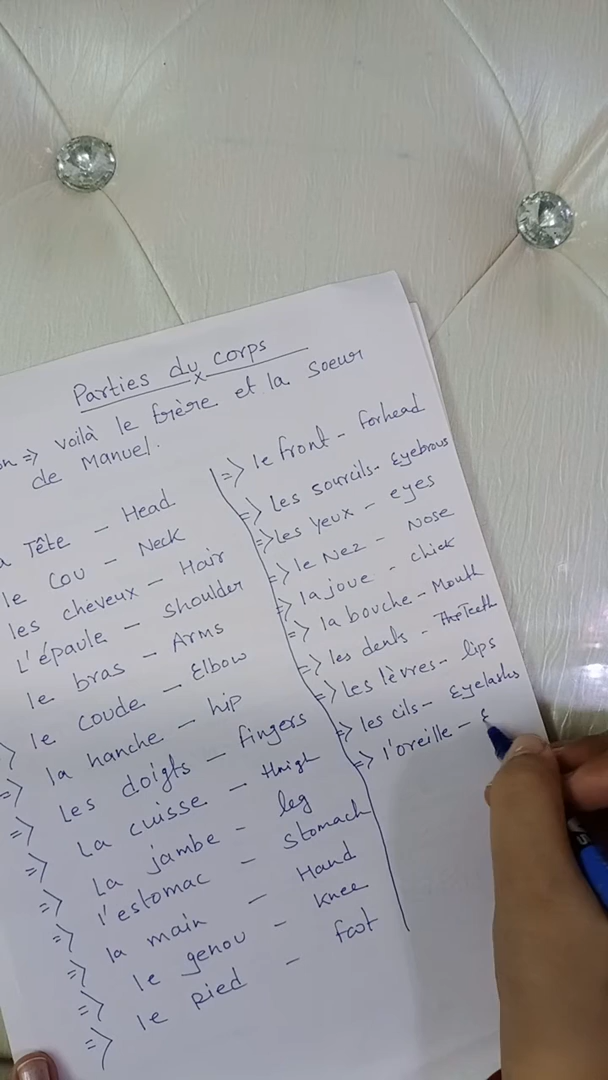 Parties du corps
x
on => voilà le frère et la soeur
de Manuel.
a Tête - Head
le Cou - Neck
les cheveux - Hair
L'épaule - Shoulder
le bras - Arms
le coude - Elbow
=> la hanche - hip
=> Les doigts - fingers
=> La cuisse - thigh
=> La jambe - leg
=> l'estomac - stomach
=> la main - Hand
=> le genou - knee
=> le pied - foot
=> le front - forhead
=> les sourcils - Eyebrous
=> les yeux - eyes
=> le Nez - Nose
=> la joue - chick
=> la bouche - Mouth
=> les dents - The Teeth
=> les lèvres - lips
=> les cils - Eyelashs
=> l'oreille - E